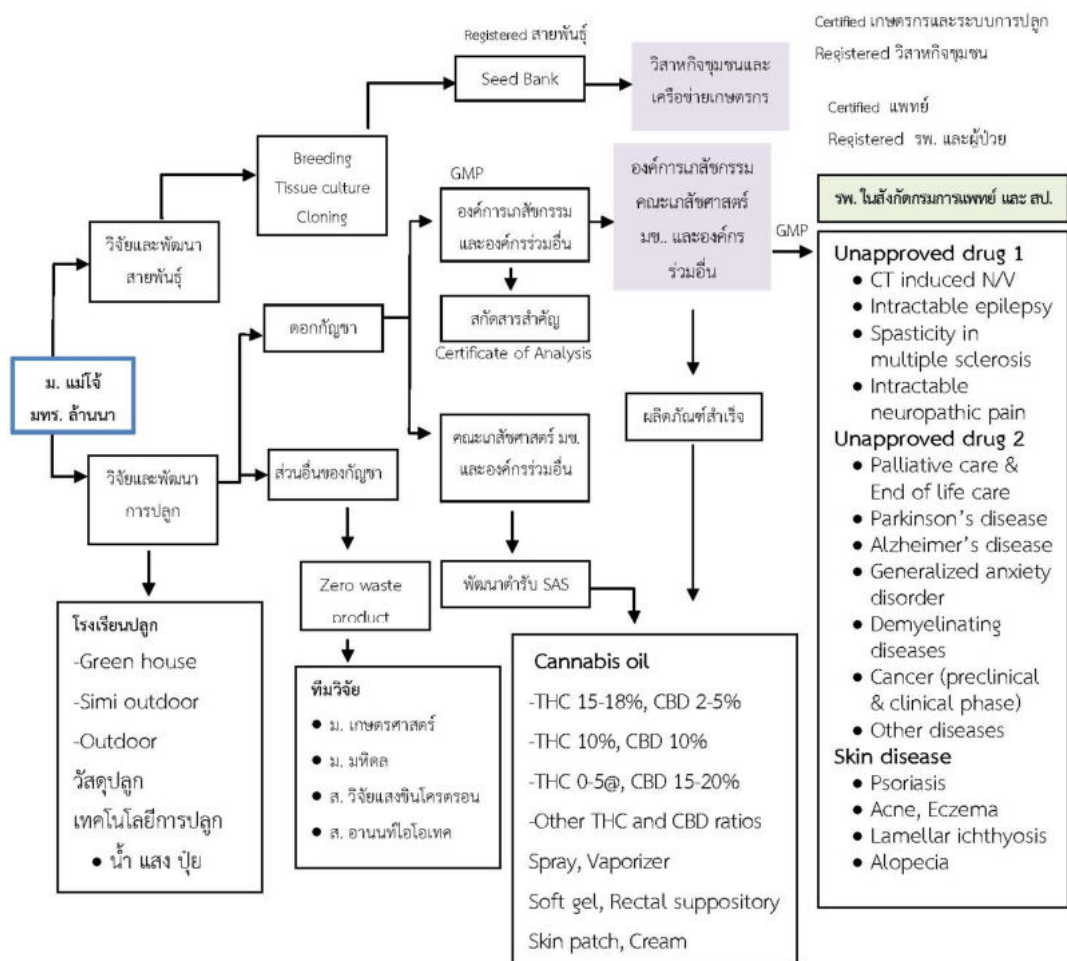 Registered สายพันธุ์
Seed Bank
วิสาหกิจชุมชนและ
เครือข่ายเกษตรกร
Certified เกษตรกรและระบบการปลูก
Registered วิสาหกิจชุมชน
Certified แพทย์
Registered รพ. และผู้ป่วย
Breeding
Tissue culture
Cloning
GMP
องค์การเภสัชกรรม
และองค์กรร่วมอื่น
องค์การเภสัชกรรม
คณะเภสัชศาสตร์
มข.. และองค์กร
ร่วมอื่น
GMP
รพ. ในสังกัดกรมการแพทย์ และ สป.
วิจัยและพัฒนา
สายพันธุ์
ดอกกัญชา
สกัดสารสำคัญ
Certificate of Analysis
ม. แม่โจ้
มทร. ล้านนา
ผลิตภัณฑ์สำเร็จ
คณะเภสัชศาสตร์ มข.
และองค์กรร่วมอื่น
วิจัยและพัฒนา
การปลูก
ส่วนอื่นของกัญชา
Zero waste
product
พัฒนาตำรับ SAS
โรงเรียนปลูก
-Green house
-Simi outdoor
-Outdoor
วัสดุปลูก
เทคโนโลยีการปลูก
● น้ำ แสง ปุ๋ย
ทีมวิจัย
● ม. เกษตรศาสตร์
● ม. มหิดล
● ส. วิจัยแสงซินโครตรอน
● ส. อานนท์ไอโอเทค
Cannabis oil
-THC 15-18%, CBD 2-5%
-THC 10%, CBD 10%
-THC 0-5@, CBD 15-20%
-Other THC and CBD ratios
Spray, Vaporizer
Soft gel, Rectal suppository
Skin patch, Cream
Unapproved drug 1
● CT induced N/V
● Intractable epilepsy
● Spasticity in
multiple sclerosis
● Intractable
neuropathic pain
Unapproved drug 2
● Palliative care &
End of life care
● Parkinson's disease
● Alzheimer's disease
● Generalized anxiety
disorder
● Demyelinating
diseases
● Cancer (preclinical
& clinical phase)
● Other diseases
Skin disease
● Psoriasis
● Acne, Eczema
● Lamellar ichthyosis
● Alopecia